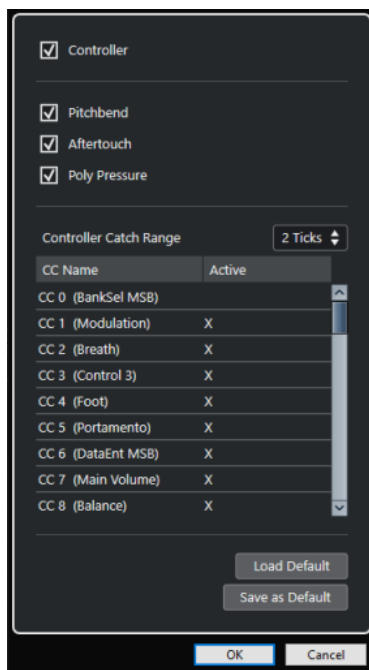 Controller
Pitchbend
Aftertouch
Poly Pressure
Controller Catch Range 2 Ticks
CC Name Active
CC 0 (BankSel MSB)
CC 1 (Modulation) X
CC 2 (Breath) X
CC 3 (Control 3) X
CC 4 (Foot) X
CC 5 (Portamento) X
CC 6 (DataEnt MSB) X
CC 7 (Main Volume) X
CC 8 (Balance) X
Load Default
Save as Default
OK Cancel